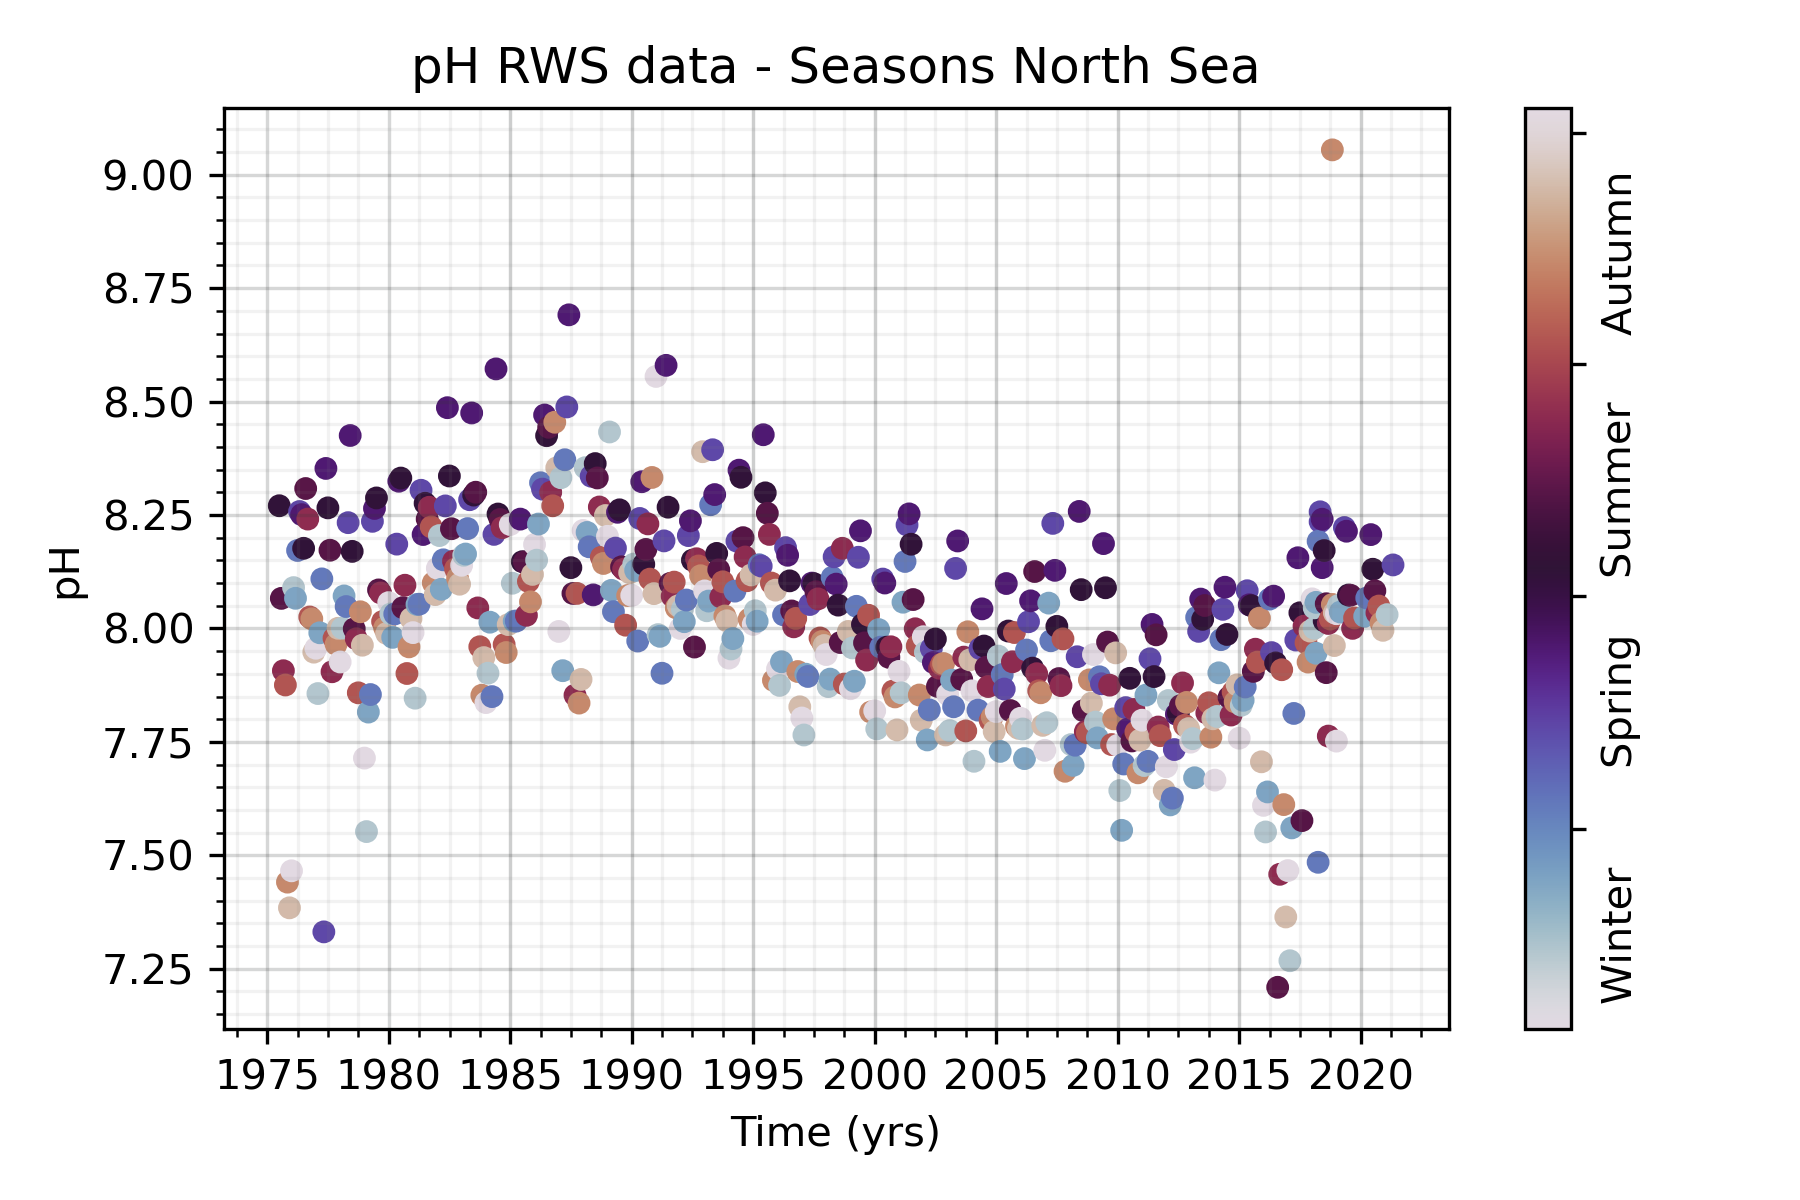 pH RWS data - Seasons North Sea
pH
9.00
8.75
8.50
8.25
8.00
7.75
7.50
7.25
1975 1980 1985 1990 1995 2000 2005 2010 2015 2020
Time (yrs)
Autumn
Summer
Spring
Winter